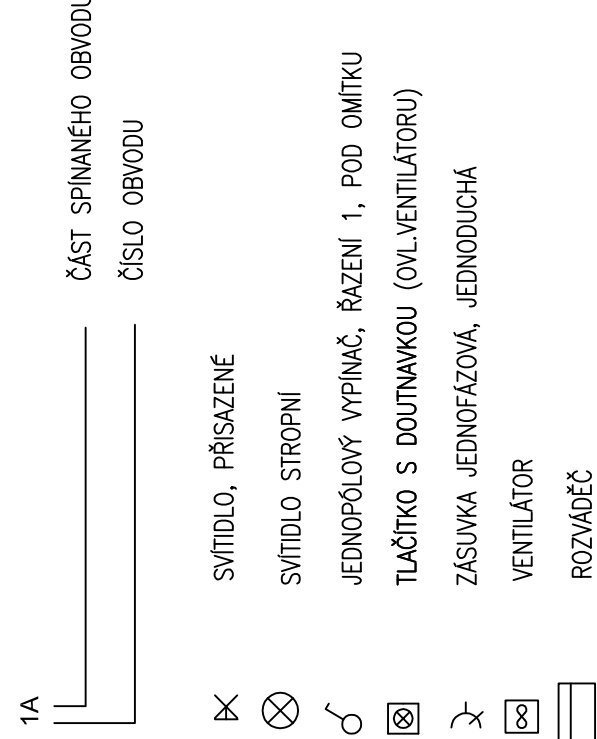 1A
ČÁST SPÍNANÉHO OBVODU
ČÍSLO OBVODU
SVÍTIDLO, PŘISAZENÉ
SVÍTIDLO STROPNÍ
JEDNOPÓLOVÝ VYPÍNAČ, ŘAZENÍ 1, POD OMÍTKU
TLAČÍTKO S DOUTNAVKOU (OVL.VENTILÁTORU)
ZÁSUVKA JEDNOFÁZOVÁ, JEDNODUCHÁ
VENTILÁTOR
ROZVÁDĚČ